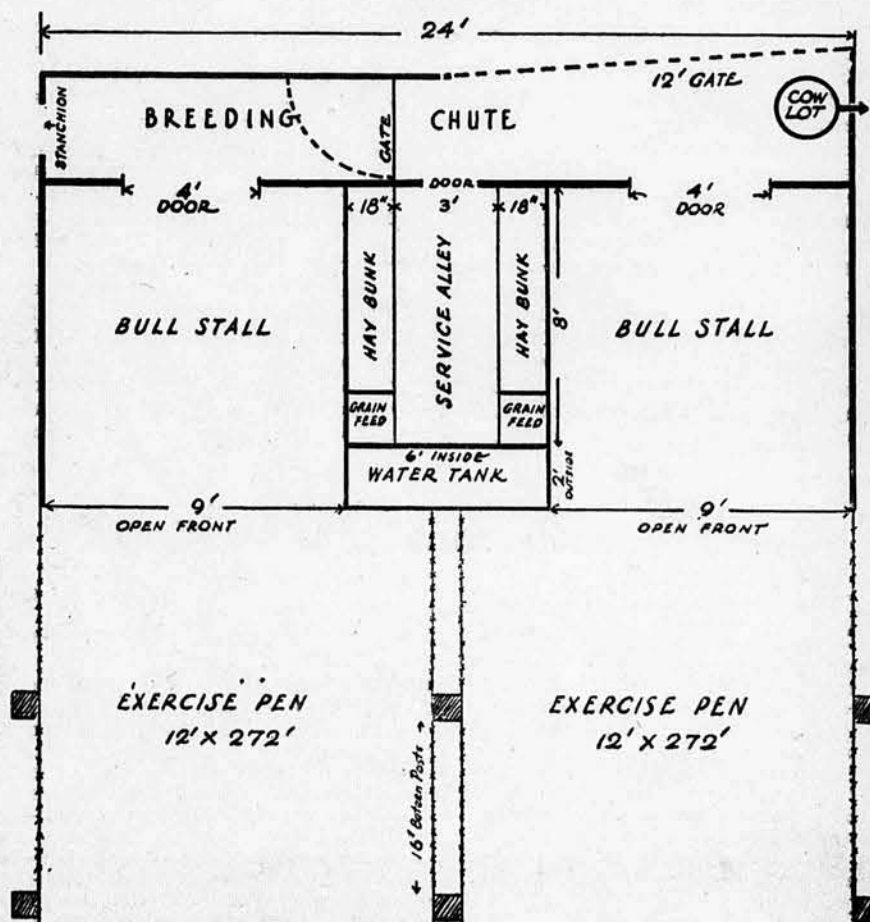 24'
12' GATE
COW
LOT
STANCHION
BREEDING
GATE
CHUTE
4'
DOOR
DOOR
18"
3'
18"
4'
DOOR
BULL STALL
HAY BUNK
SERVICE ALLEY
HAY BUNK
8'
BULL STALL
GRAIN
FEED
GRAIN
FEED
6' INSIDE
WATER TANK
2'
OUTSIDE
9'
OPEN FRONT
9'
OPEN FRONT
EXERCISE PEN
12' X 272'
EXERCISE PEN
12' X 272'
16' Between Posts